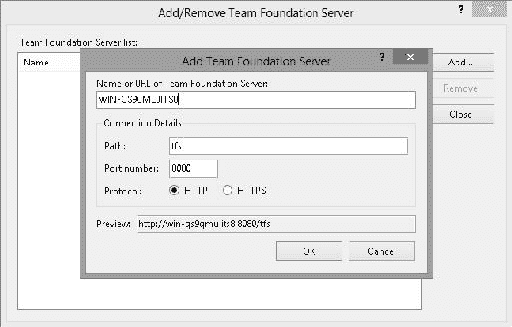 Add/Remove Team Foundation Server
Team Foundation Server list:
Name
Add...
Remove
Close
Add Team Foundation Server
Name or URL of Team Foundation Server:
Connection Details
Path: tfs
Port number:
Protocol: HTTP HTTPS
Preview:
OK Cancel